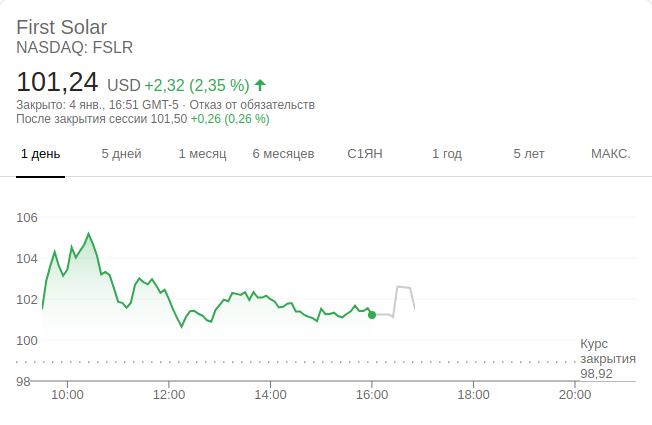 First Solar
NASDAQ: FSLR
101,24 USD +2,32 (2,35 %)
Закрыто: 4 янв., 16:51 GMT-5 · Отказ от обязательств
После закрытия сессии 101,50 +0,26 (0,26 %)
1 день 5 дней 1 месяц 6 месяцев С1ЯН 1 год 5 лет МАКС.
106
104
102
100
Курс
закрытия
98,92
98
10:00 12:00 14:00 16:00 18:00 20:00